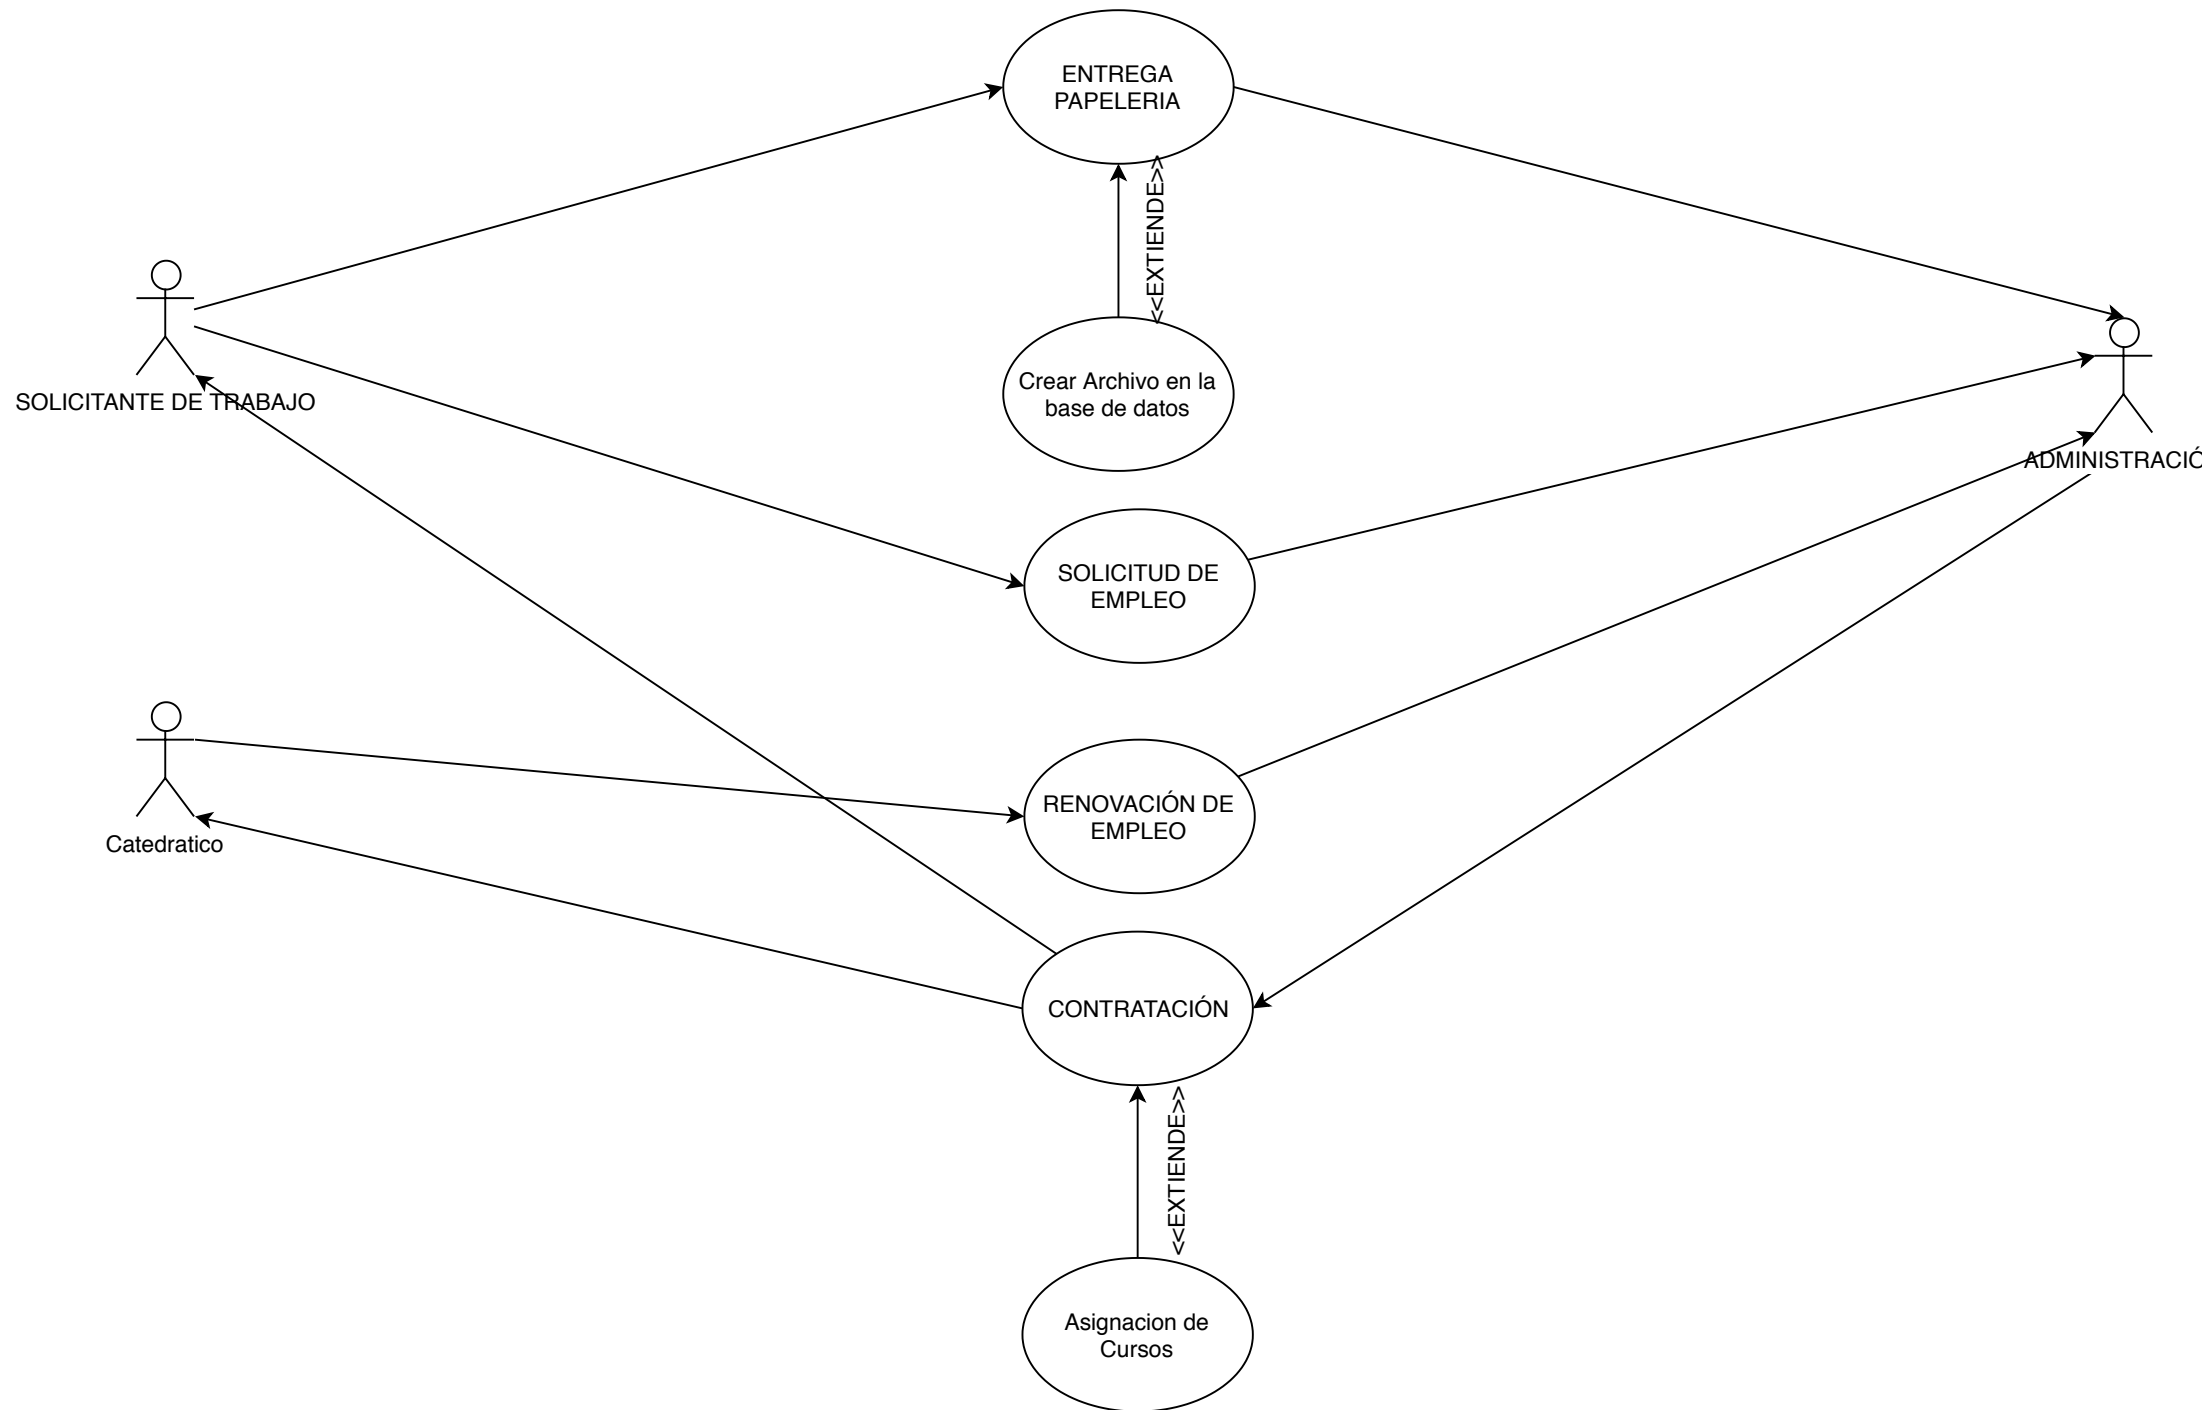 ENTREGA
PAPELERIA
<<EXTIENDE>>
Crear Archivo en la
base de datos
SOLICITANTE DE TRABAJO
ADMINISTRACIÓ
SOLICITUD DE
EMPLEO
RENOVACIÓN DE
EMPLEO
Catedratico
CONTRATACIÓN
<<EXTIENDE>>
Asignacion de
Cursos